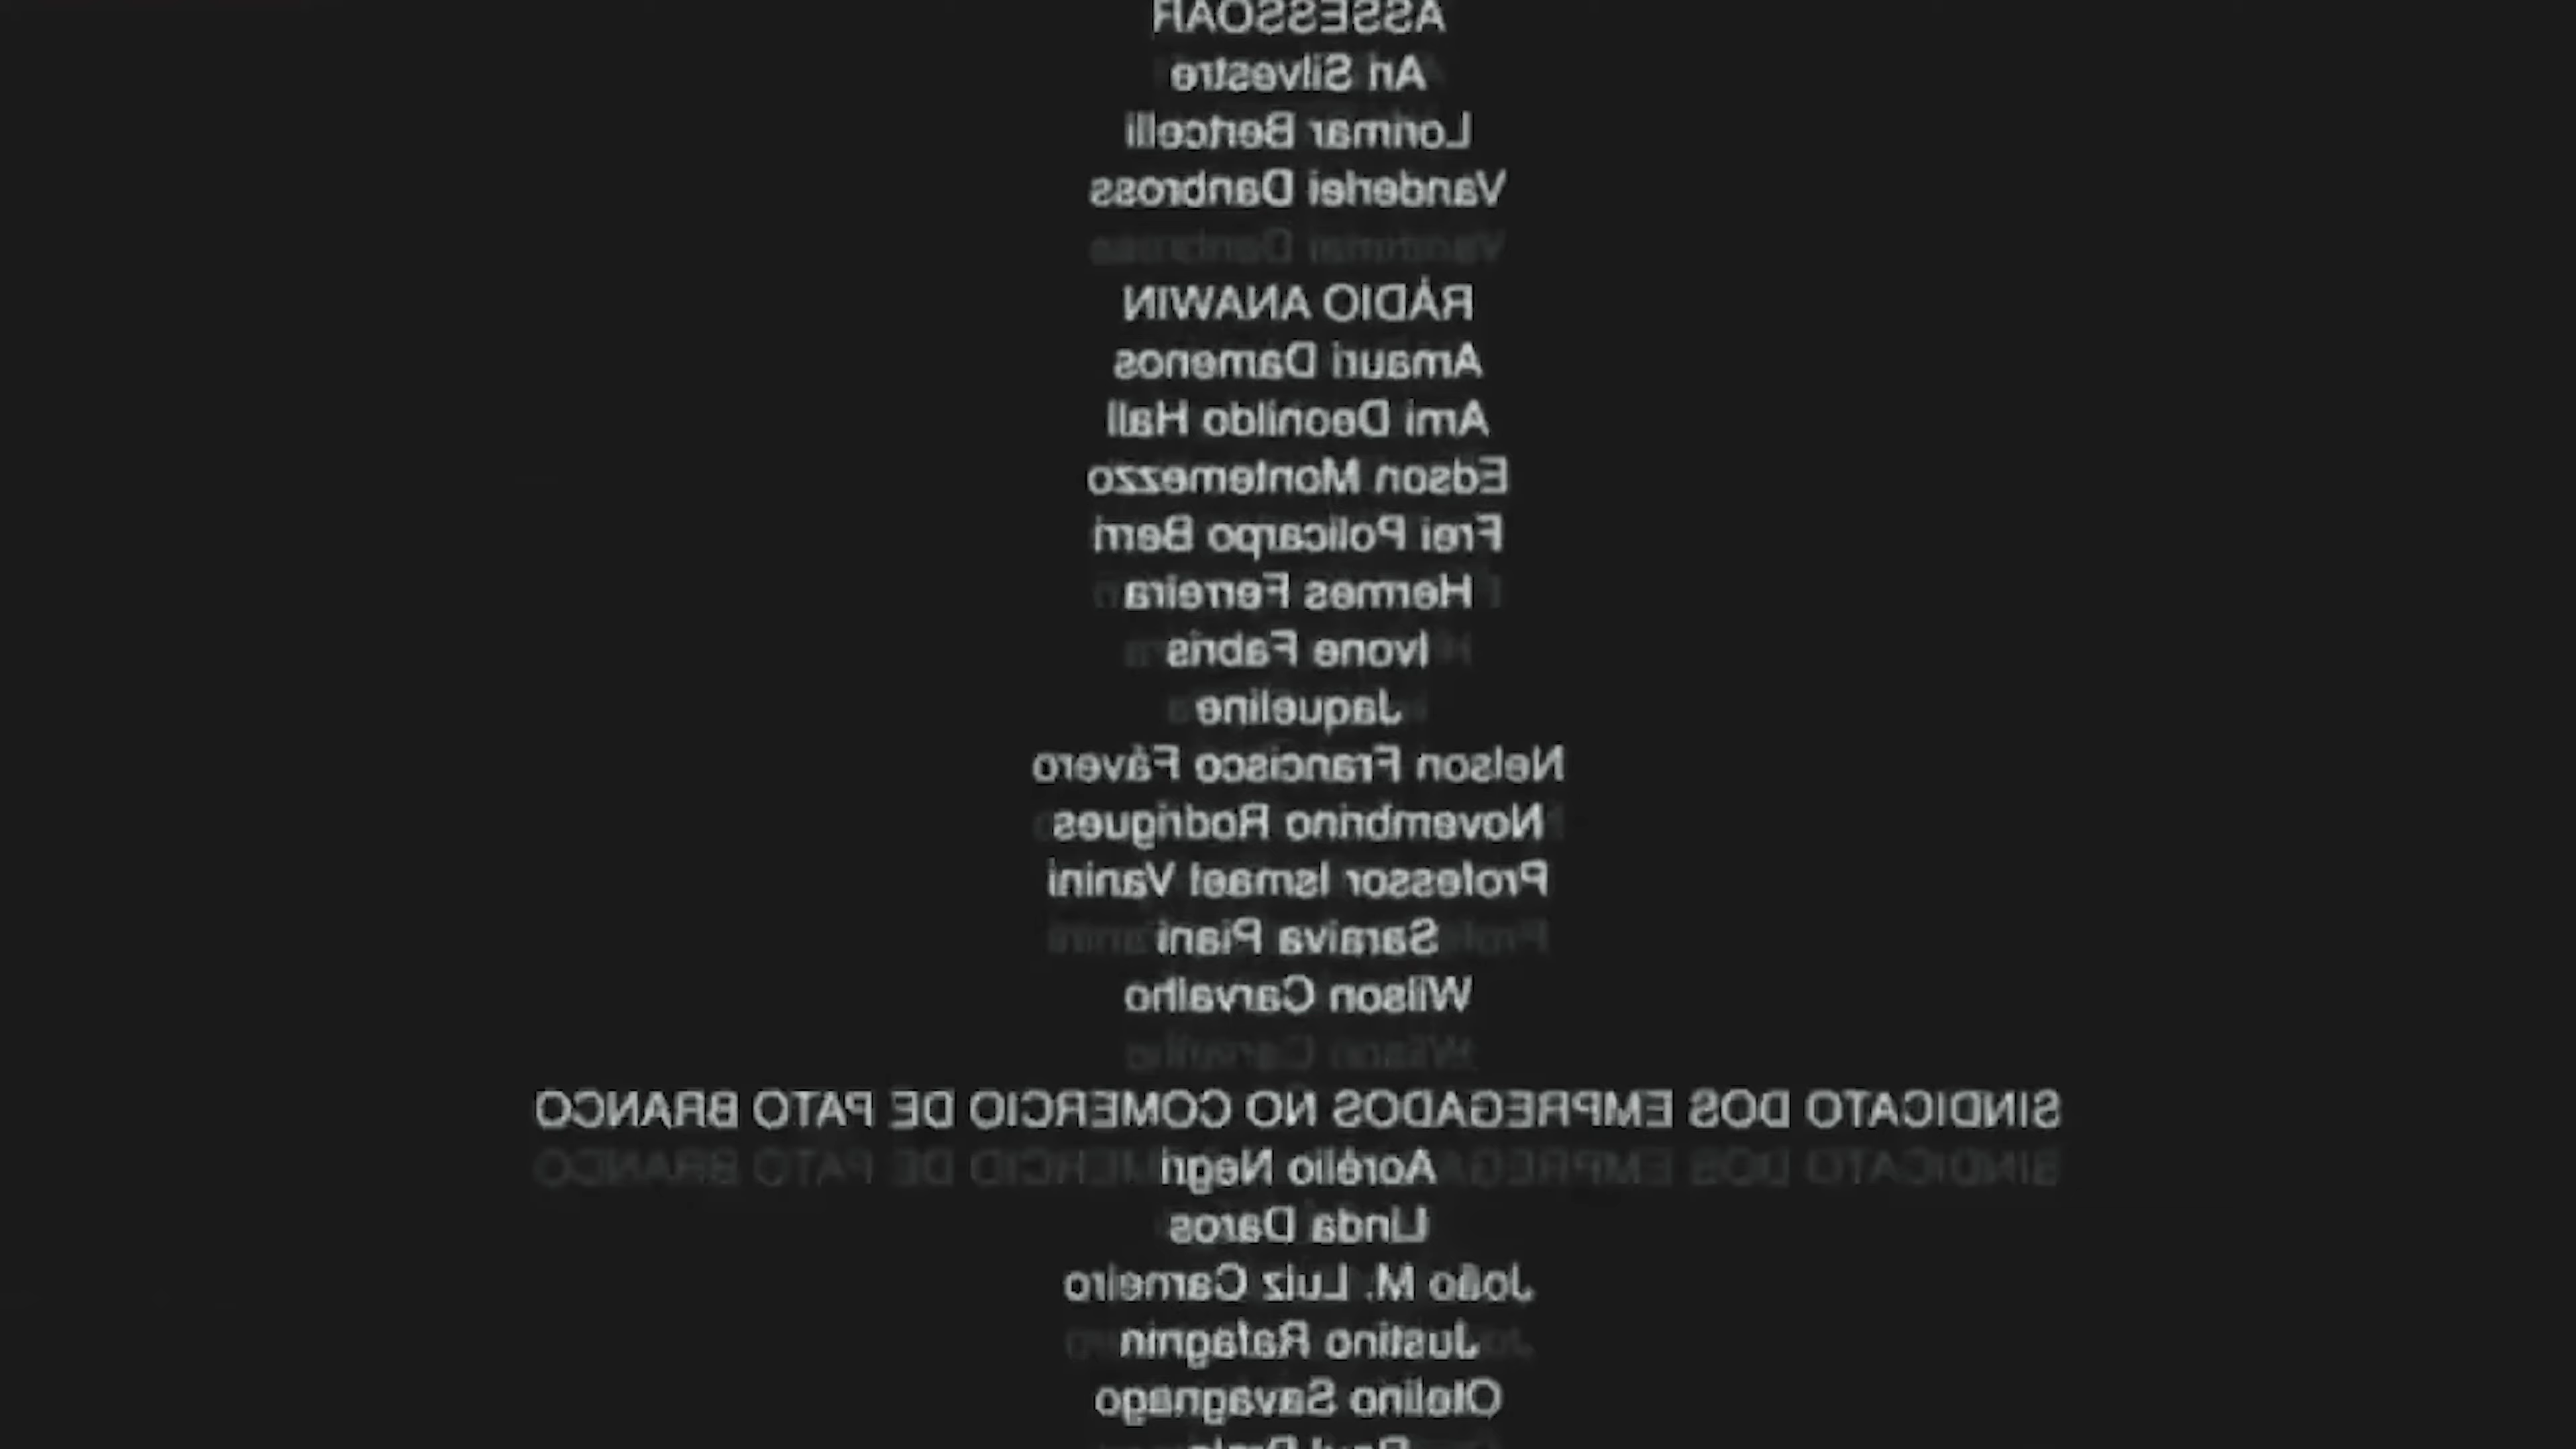 ASSESSOAR
Ari Silvestre
Lorimar Bertcelli
Vanderlei Danbross
RÁDIO ANAWIN
Amauri Damenos
Arni Deonildo Hall
Edson Montemezzo
Frei Policarpo Berri
Hermes Ferreira
Ivone Fabris
Jaqueline
Nelson Francisco Fávero
Novembrino Rodrigues
Professor Ismael Vanini
Saraiva Piani
Wilson Carvalho
SINDICATO DOS EMPREGADOS NO COMERCIO DE PATO BRANCO
Aorélio Negri
Linda Daros
João M. Luiz Carneiro
Justino Rafagnin
Otelino Savagnago